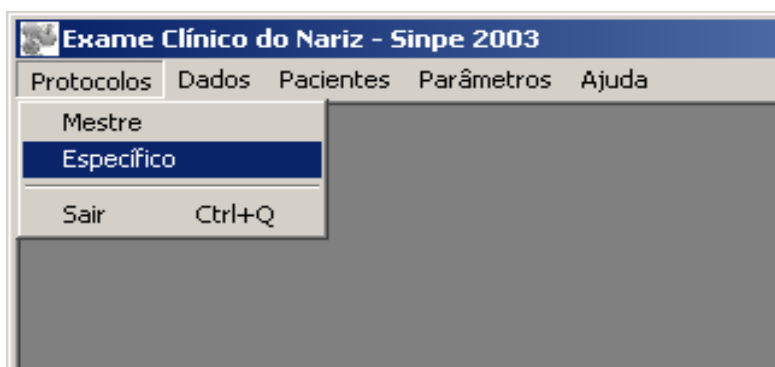 Exame Clínico do Nariz - Sinpe 2003
Protocolos Dados Pacientes Parâmetros Ajuda
Mestre
Específico
Sair Ctrl+Q